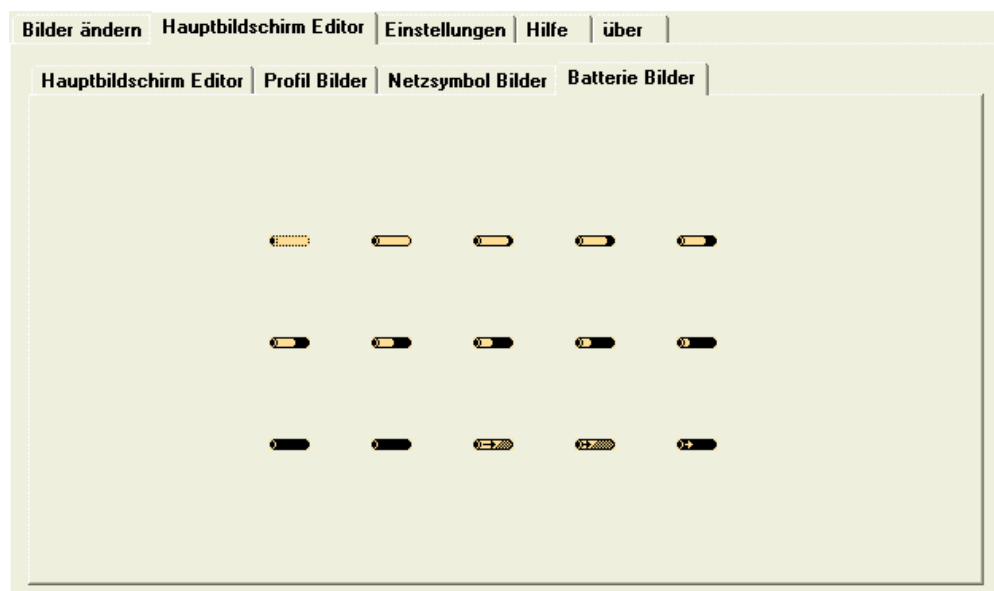 Bilder ändern Hauptbildschirm Editor Einstellungen Hilfe über
Hauptbildschirm Editor Profil Bilder Netzsymbol Bilder Batterie Bilder